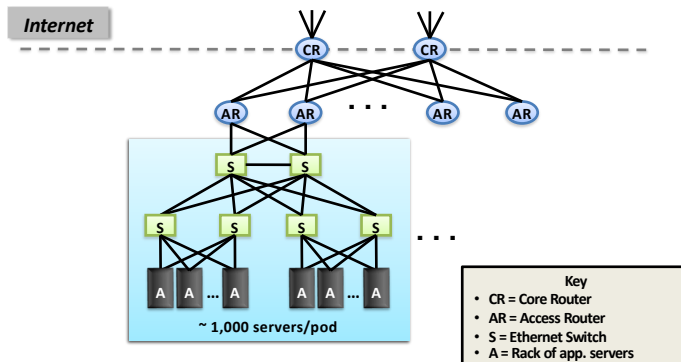 Internet
CR CR
AR AR . . . AR AR
S S
S S S S . . .
A A ... A A A ... A
~ 1,000 servers/pod
Key
• CR = Core Router
• AR = Access Router
• S = Ethernet Switch
• A = Rack of app. servers